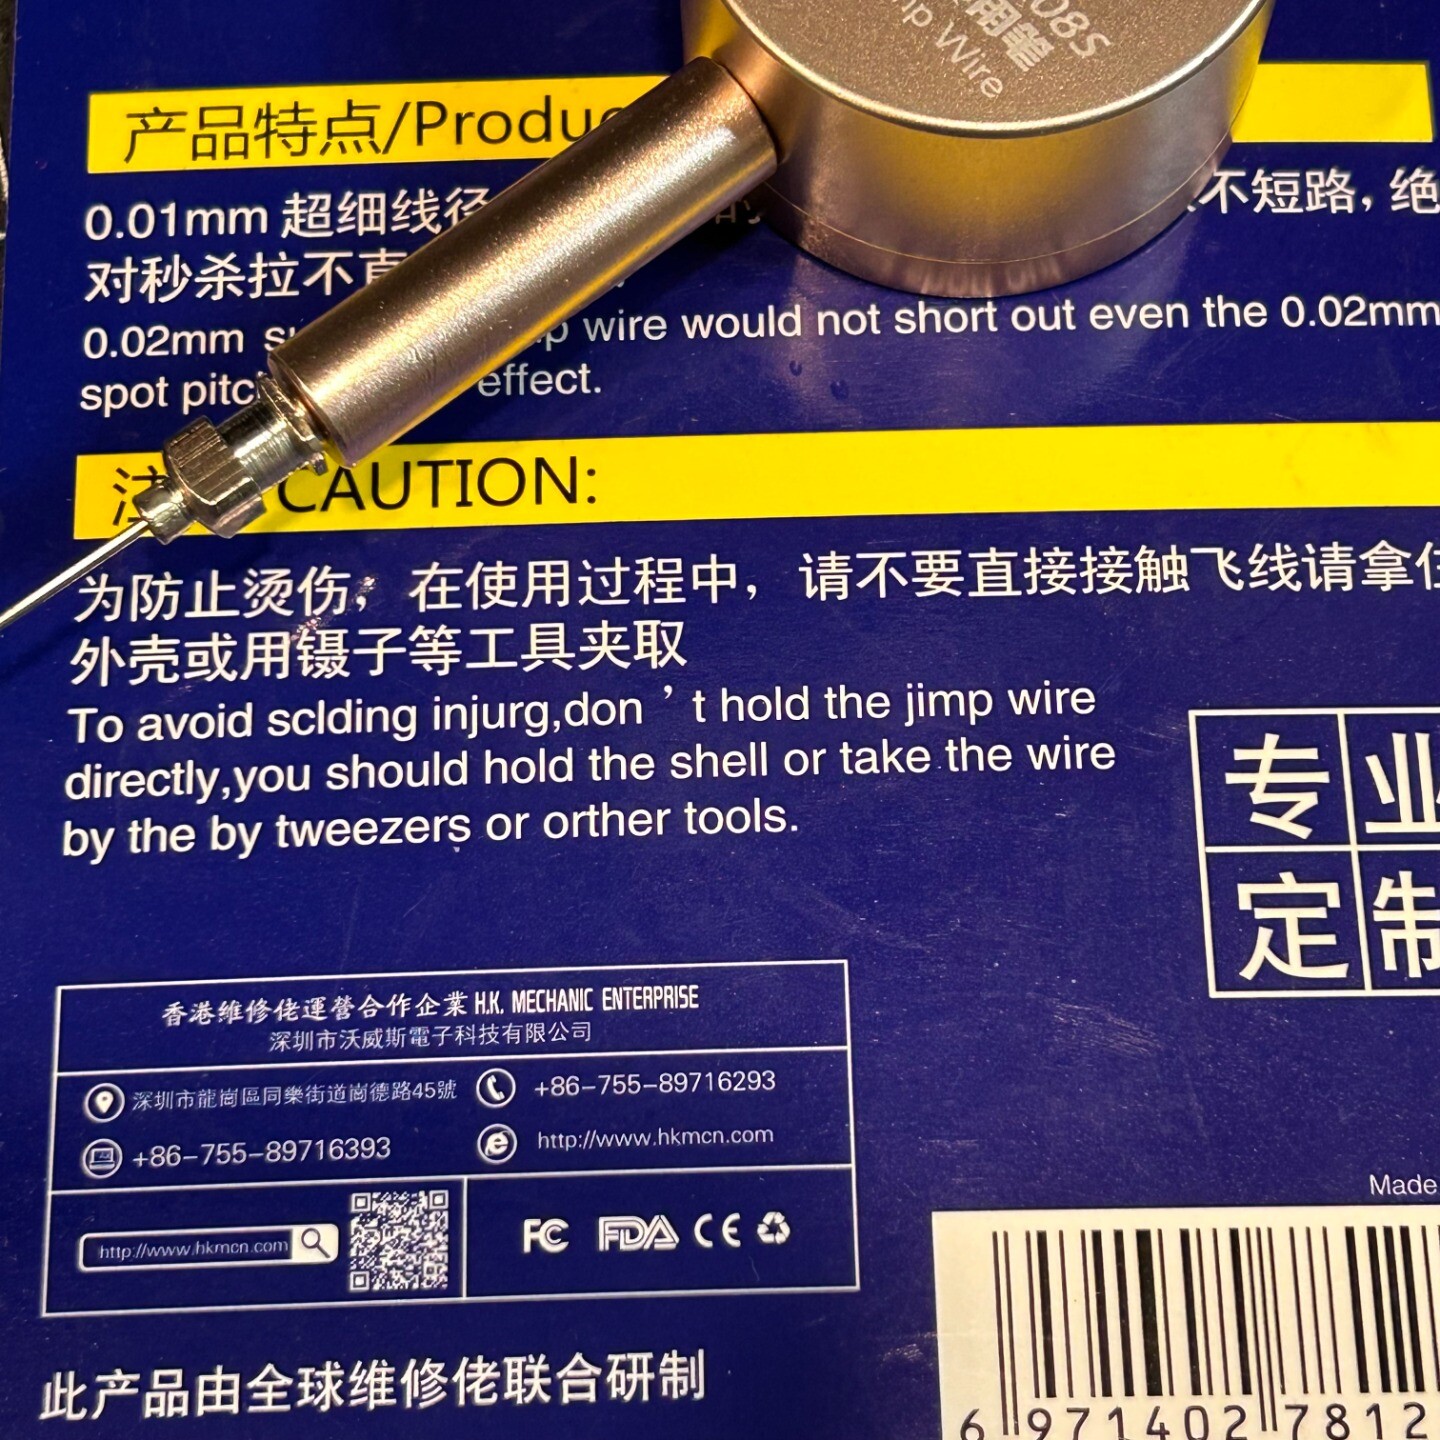 08S
用筆
Wire
产品特点/Produc
0.01mm 超细线径 的 不短路，绝
对秒杀拉不直
0.02mm wire would not short out even the 0.02mm
spot pitch effect.
注 CAUTION:
为防止烫伤，在使用过程中，请不要直接接触飞线请拿住
外壳或用镊子等工具夹取
To avoid sclding injurg,don ’ t hold the jimp wire
directly,you should hold the shell or take the wire
by the by tweezers or orther tools.
专业
定制
香港维修佬運營合作企業 H.K. MECHANIC ENTERPRISE
深圳市沃威斯電子科技有限公司
深圳市龍崗區同樂街道崗德路45號 +86-755-89716293
+86-755-89716393 http://www.hkmcn.com
http://www.hkmcn.com FC FDA CE
Made
6 971402 7812
此产品由全球维修佬联合研制